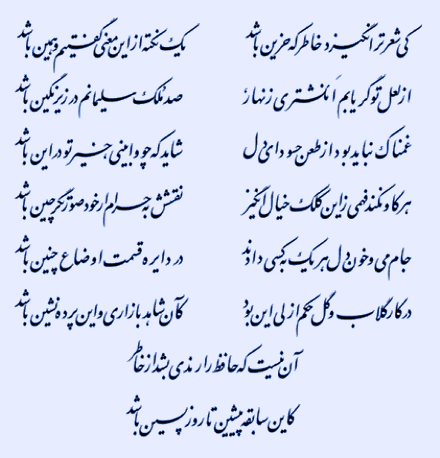 کی شعر تر انگیزد خاطر که حزین باشد یک نکته از این معنی گفتیم و همین باشد
از لعل تو گر یابم انگشتری زنهار صد ملک سلیمانم در زیر نگین باشد
غمناک نباید بود از طعن حسود ای دل شاید که چو وابینی خیر تو در این باشد
هر کاو نکند فهمی زاین کلک خیال انگیز نقشش به حرام ار خود صورتگر چین باشد
جام می و خون دل هر یک به کسی دادند در دایره قسمت اوضاع چنین باشد
در کار گلاب و گل حکم ازلی این بود کاآن شاهد بازاری واین پرده نشین باشد
آن نیست که حافظ را رندی بشد از خاطر
کاین سابقه پیشین تا روز پسین باشد